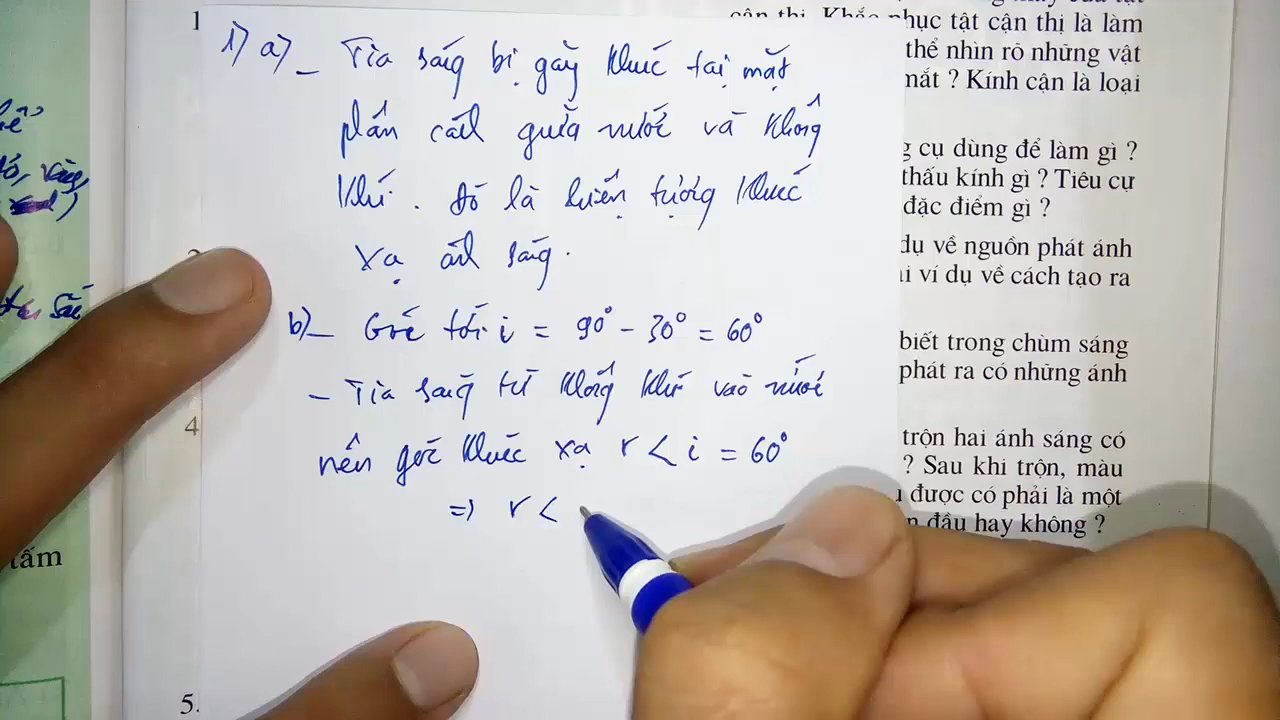 1
cận thị. Khắc phục tật cận thị là làm
thể nhìn rõ những vật
mắt ? Kính cận là loại
g cụ dùng để làm gì ?
thấu kính gì ? Tiêu cự
đặc điểm gì ?
dụ về nguồn phát ánh
ai ví dụ về cách tạo ra
biết trong chùm sáng
phát ra có những ánh
trộn hai ánh sáng có
? Sau khi trộn, màu
được có phải là một
đầu hay không ?
1) a) - Tia sáng bị gãy khúc tại mặt
phân cách giữa nước và không
khí. Đó là hiện tượng khúc
xạ ánh sáng.
b) - Góc tới i = 90° - 30° = 60°
- Tia sáng từ không khí vào nước
nên góc khúc xạ r < i = 60°
=> r <
4
tấm
5.